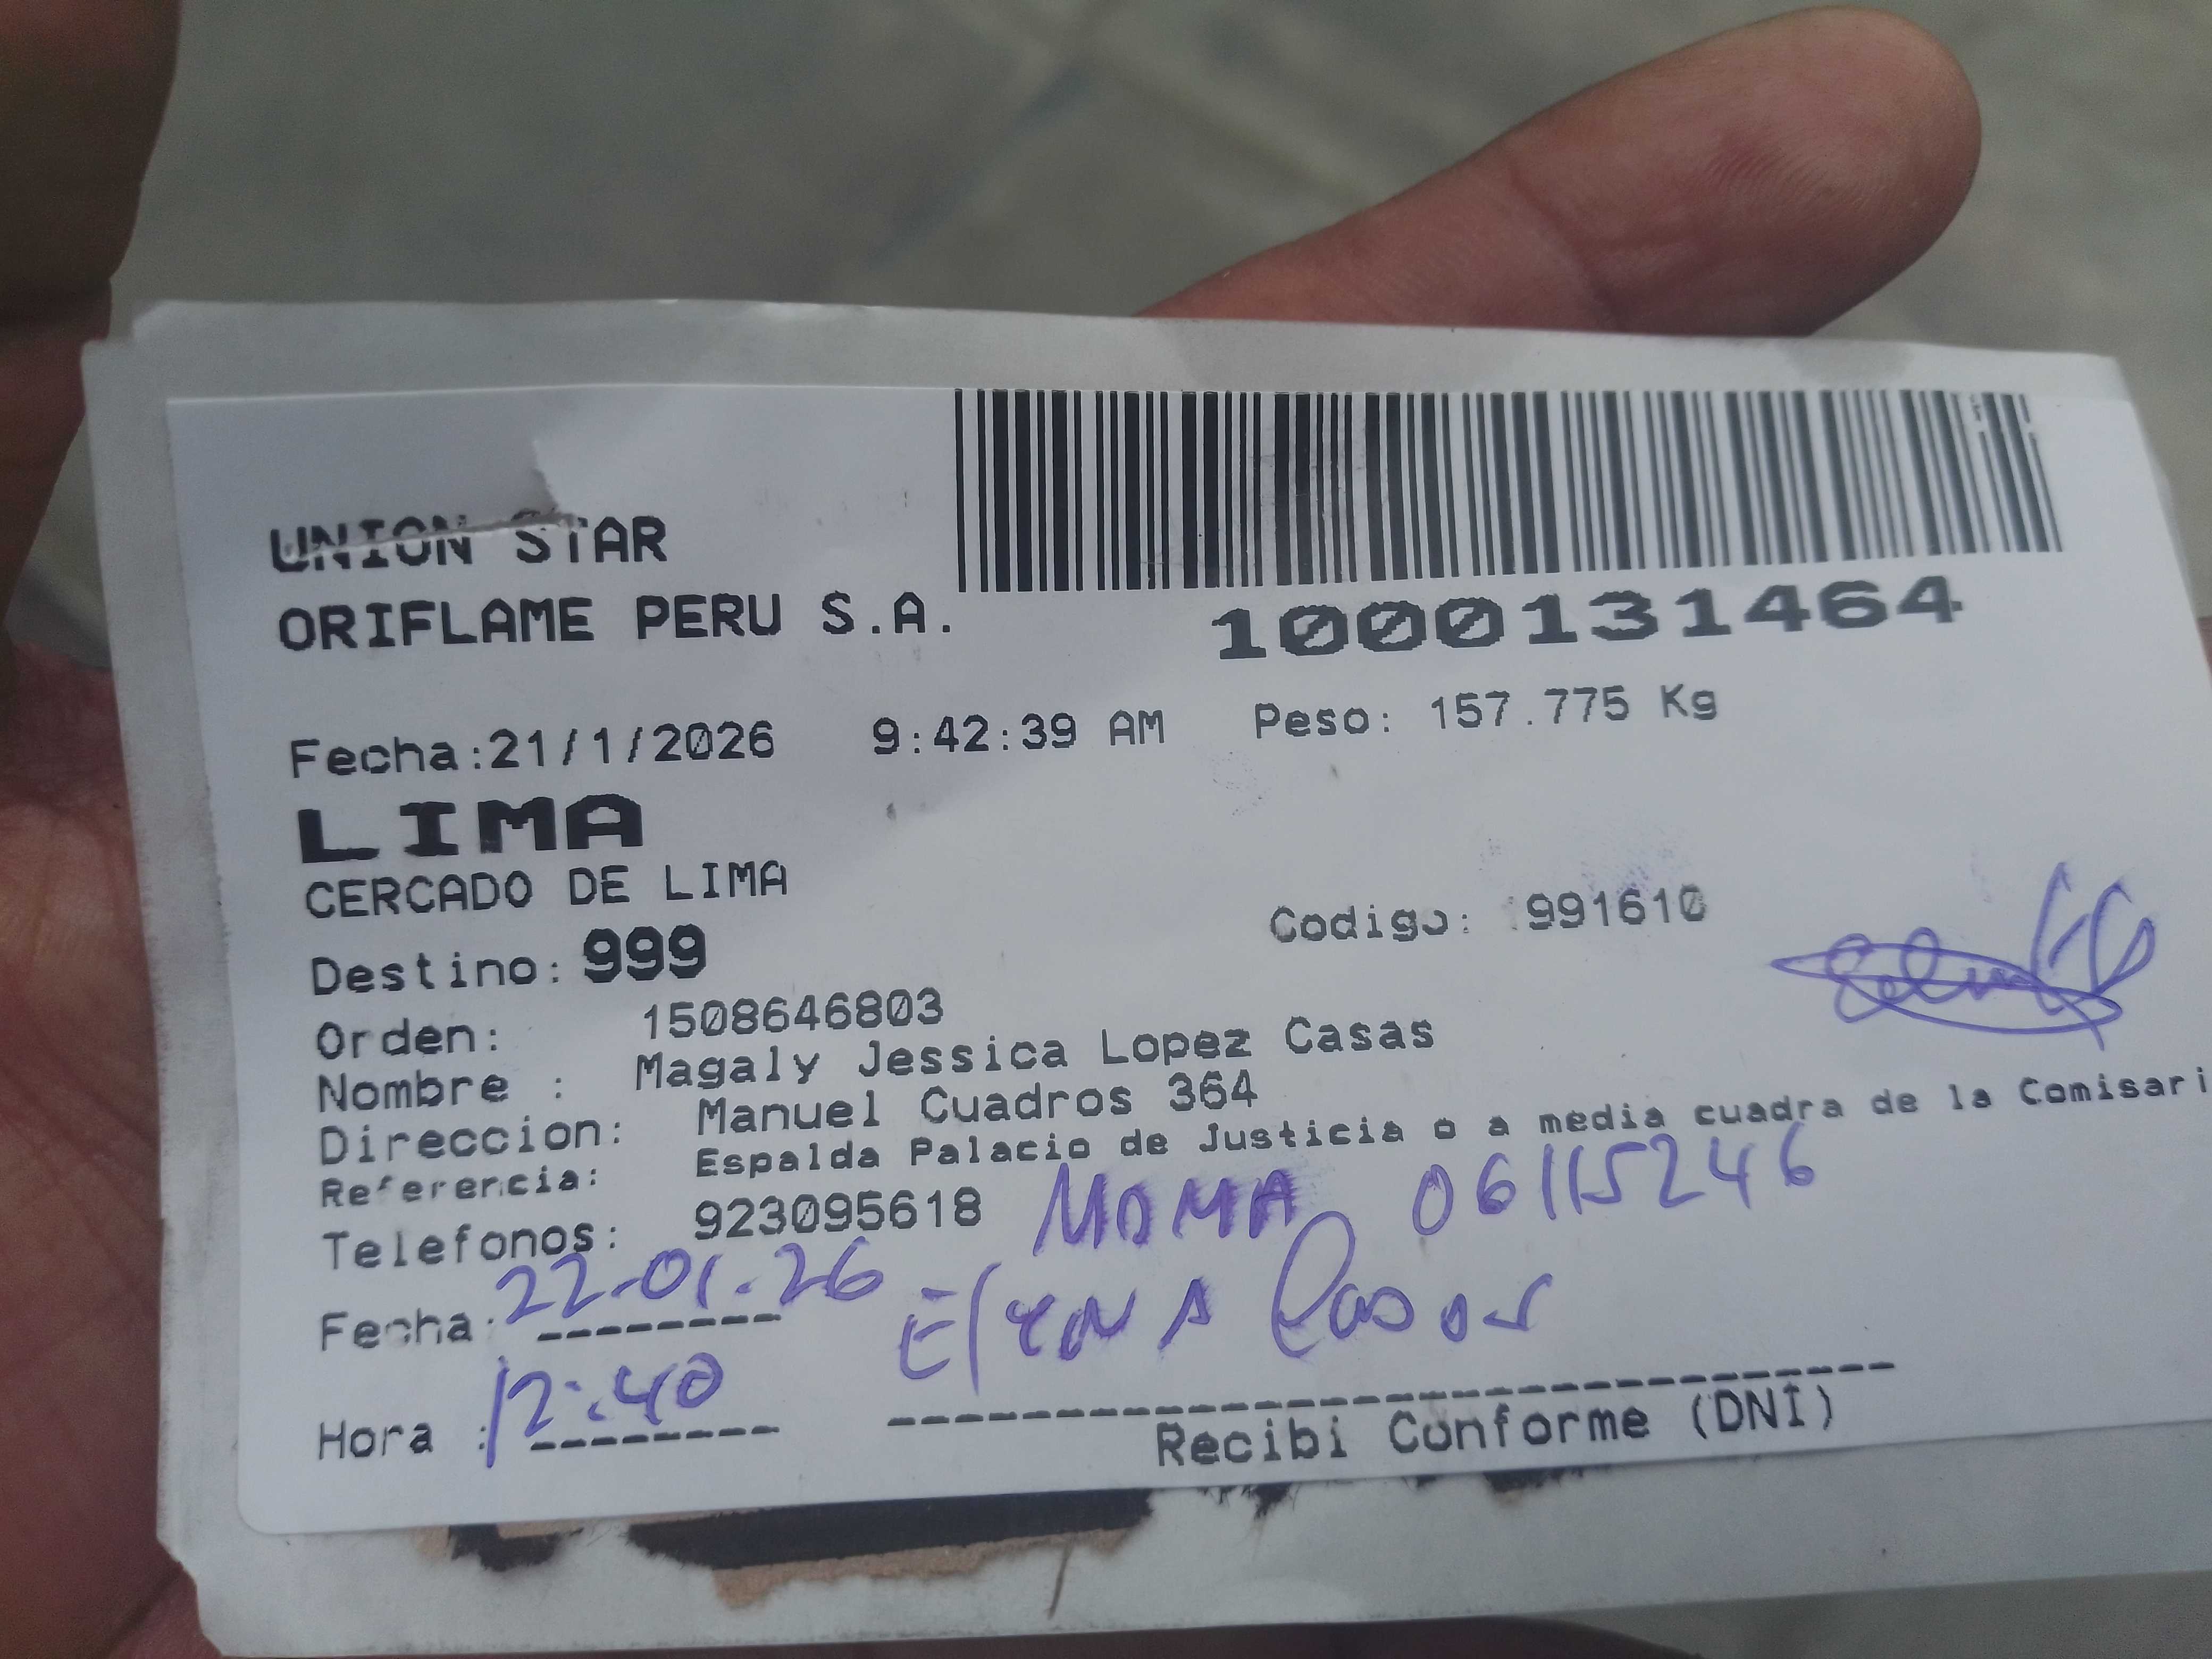 UNION STAR
ORIFLAME PERU S.A.
1000131464
Fecha:21/1/2026 9:42:39 AM Peso: 157.775 Kg
LIMA
CERCADO DE LIMA
Codigo: 991610
Destino: 999
Orden: 1508646803
Nombre : Magaly Jessica Lopez Casas
Direccion: Manuel Cuadros 364
Referencia: Espalda Palacio de Justicia o a media cuadra de la Comisari
Telefonos: 923095618 MAMA 06115246
Fecha: 22-01-26 Elena Casas
Hora : 12:40
Recibi Conforme (DNI)